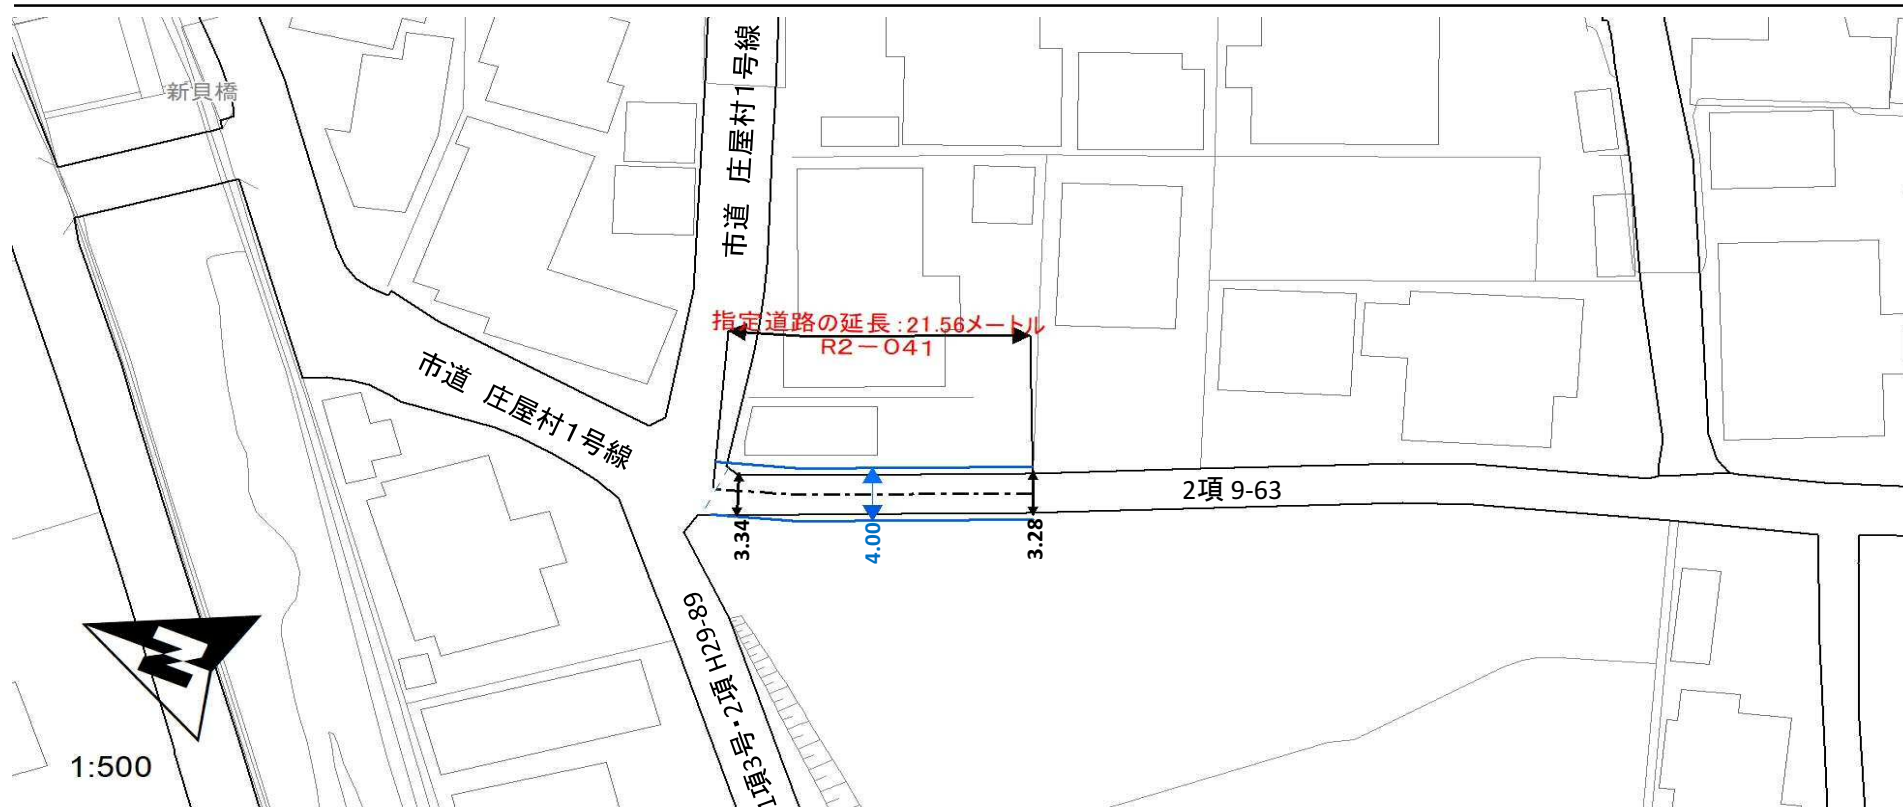 新貝橋
市道 庄屋村1号線
市道 庄屋村1号線
指定道路の延長:21.56メートル
R2-041
2項 9-63
3.34
4.00
3.28
1項3号・2項 H29-89
N
1:500